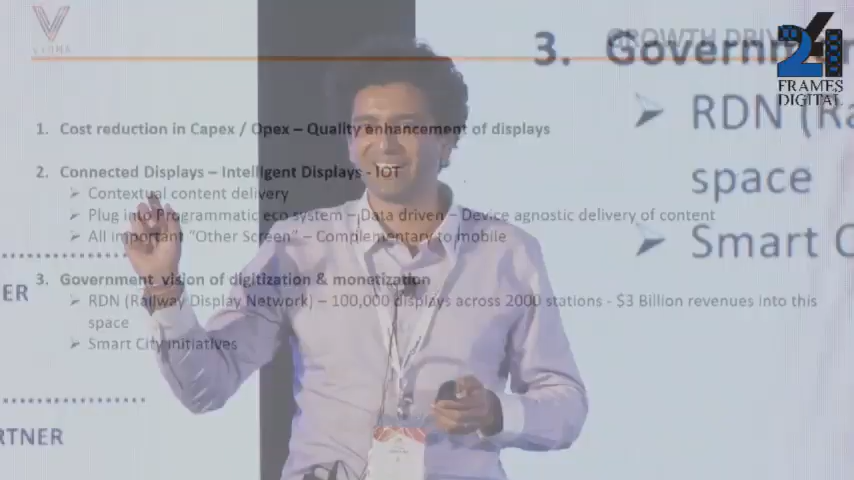 GROWTH DRIV
3. Governm
24
FRAMES
DIGITAL
1. Cost reduction in Capex / Opex – Quality enhancement of displays
RDN (Ra
2. Connected Displays – Intelligent Displays - IOT
space
➢ Contextual content delivery
➢ Plug into Programmatic eco system – Data driven – Device agnostic delivery of content
➢ All important “Other Screen” – Complementary to mobile
Smart C
3. Government vision of digitization & monetization
ER
➢ RDN (Railway Display Network) – 100,000 displays across 2000 stations - $3 Billion revenues into this
space
➢ Smart City initiatives
RTNER